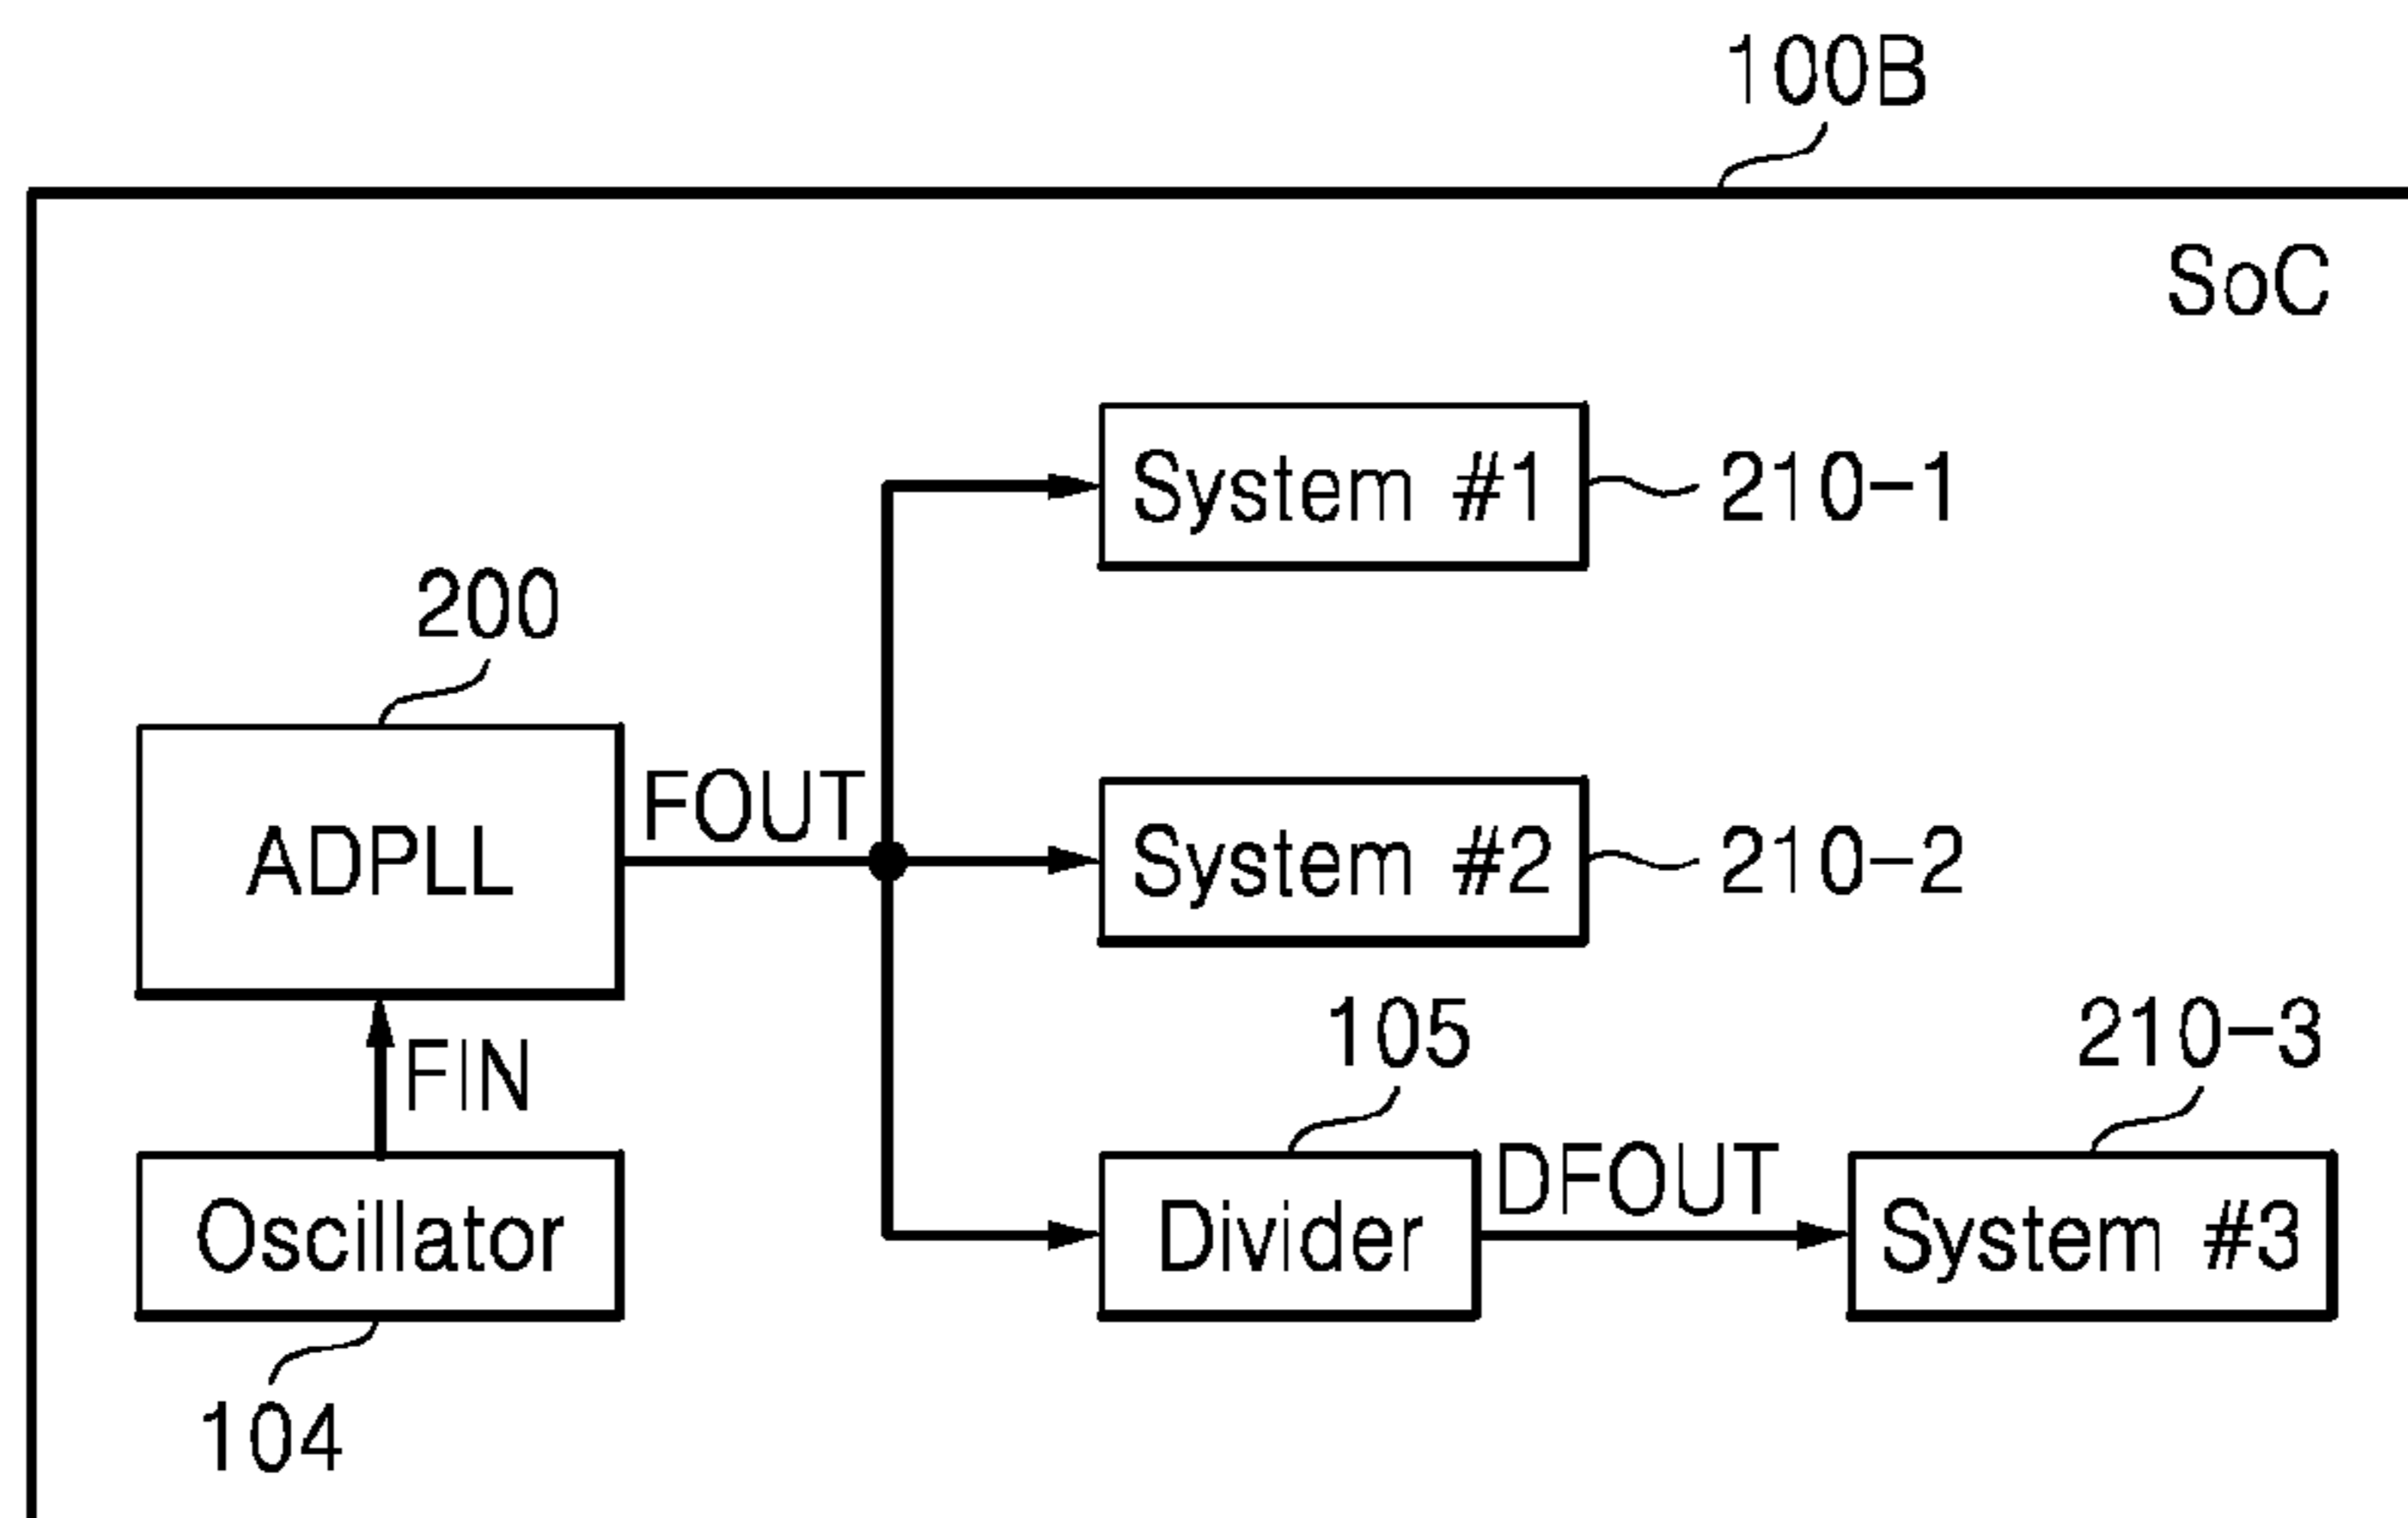 100B
SoC
System #1
210-1
200
ADPLL
FOUT
System #2
210-2
FIN
105
210-3
Oscillator
Divider
DFOUT
System #3
104